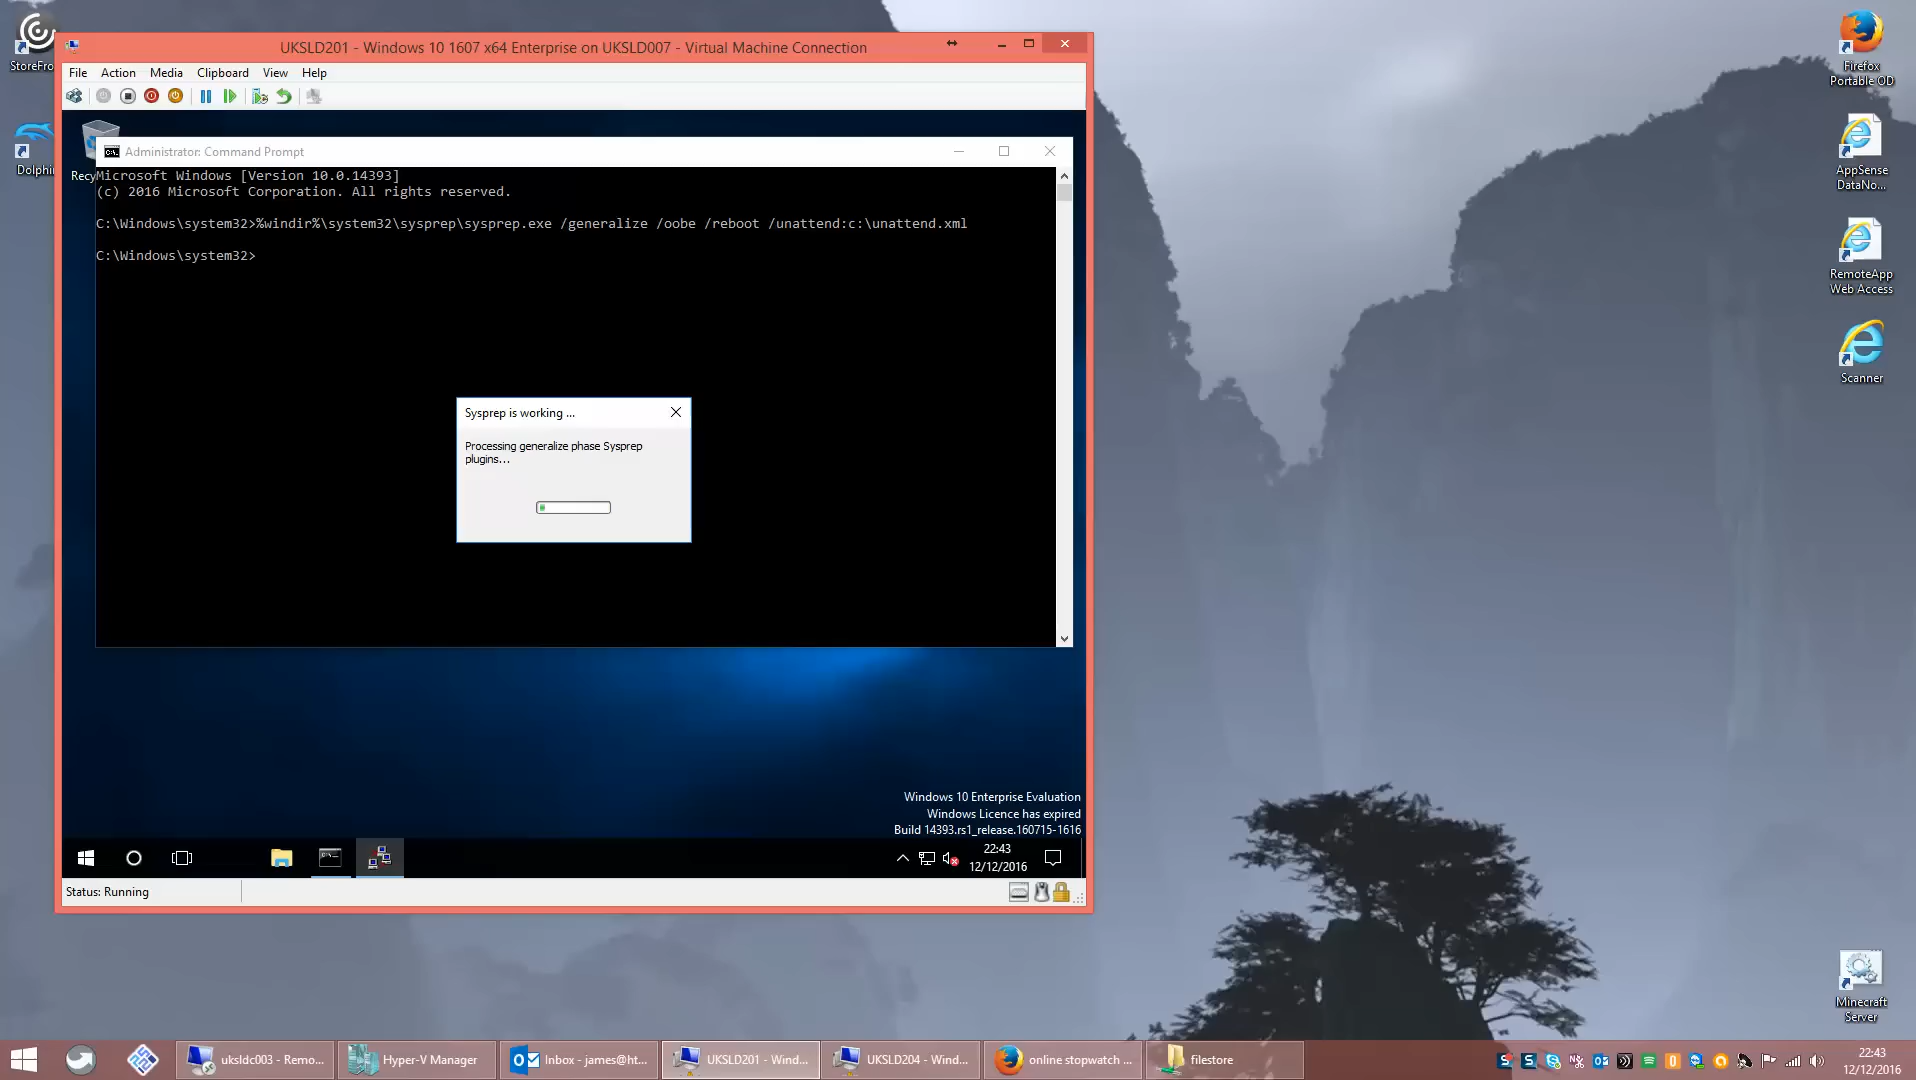 StoreFro
Dolphin
UKSLD201 - Windows 10 1607 x64 Enterprise on UKSLD007 - Virtual Machine Connection
File Action Media Clipboard View Help
Administrator: Command Prompt
Recy
Microsoft Windows [Version 10.0.14393]
(c) 2016 Microsoft Corporation. All rights reserved.
C:\Windows\system32>%windir%\system32\sysprep\sysprep.exe /generalize /oobe /reboot /unattend:c:\unattend.xml
C:\Windows\system32>
Sysprep is working ...
Processing generalize phase Sysprep
plugins...
Windows 10 Enterprise Evaluation
Windows Licence has expired
Build 14393.rs1_release.160715-1616
22:43
12/12/2016
Status: Running
Firefox
Portable OD
AppSense
DataNo...
RemoteApp
Web Access
Scanner
Minecraft
Server
uksldc003 - Remo...
Hyper-V Manager
Inbox - james@ht...
UKSLD201 - Wind...
UKSLD204 - Wind...
online stopwatch ...
filestore
22:43
12/12/2016